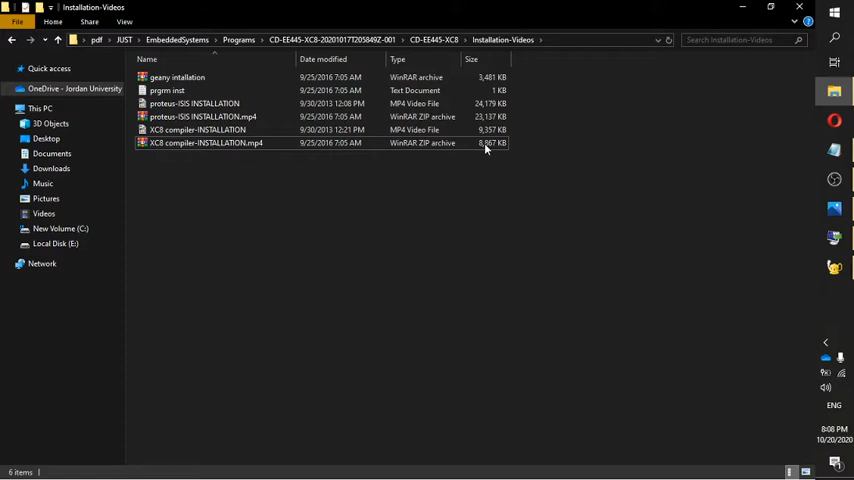 Installation-Videos
File Home Share View
pdf > JUST > EmbeddedSystems > Programs > CD-EE445-XC8-20201017T205849Z-001 > CD-EE445-XC8 > Installation-Videos >
Search Installation-Videos
Name Date modified Type Size
geany intallation 9/25/2016 7:05 AM WinRAR archive 3,481 KB
prgrm inst 9/25/2016 7:05 AM Text Document 1 KB
proteus-ISIS INSTALLATION 9/30/2013 12:08 PM MP4 Video File 24,179 KB
proteus-ISIS INSTALLATION.mp4 9/25/2016 7:05 AM WinRAR ZIP archive 23,137 KB
XC8 compiler-INSTALLATION 9/30/2013 12:21 PM MP4 Video File 9,357 KB
XC8 compiler-INSTALLATION.mp4 9/25/2016 7:05 AM WinRAR ZIP archive 8,867 KB
Quick access
OneDrive - Jordan University
This PC
3D Objects
Desktop
Documents
Downloads
Music
Pictures
Videos
New Volume (C:)
Local Disk (E:)
Network
ENG
8:08 PM
10/20/2020
6 items
1